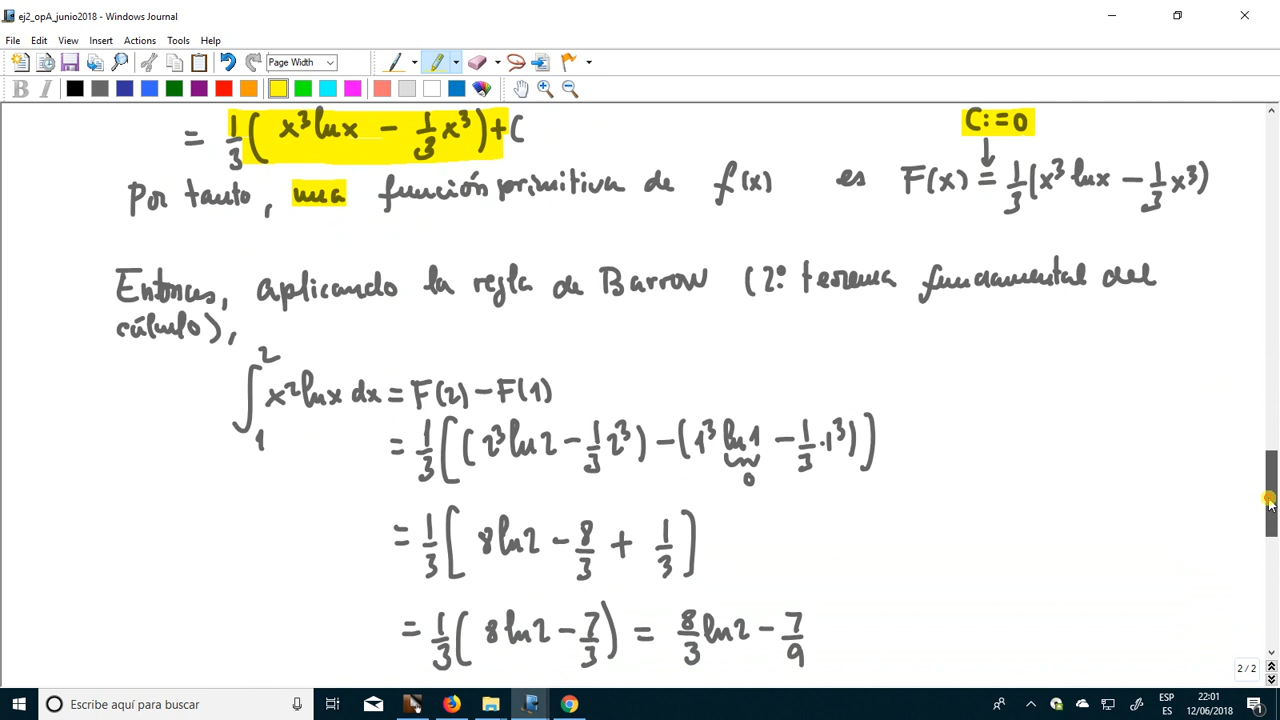 ej2_opA_junio2018 - Windows Journal
File Edit View Insert Actions Tools Help
Page Width
B I
= 1/3 ( x³ ln x - 1/3 x³ ) + C
C:=0
Por tanto, una función primitiva de f(x) es F(x) = 1/3 (x³ ln x - 1/3 x³)
Entonces, aplicando la regla de Barrow (2º teorema fundamental del
cálculo),
∫₁² x² ln x dx = F(2) - F(1)
= 1/3 [ ( 2³ ln 2 - 1/3 2³ ) - ( 1³ ln 1 - 1/3 · 1³ ) ]
0
= 1/3 [ 8 ln 2 - 8/3 + 1/3 ]
= 1/3 ( 8 ln 2 - 7/3 ) = 8/3 ln 2 - 7/9
2/2
Escribe aquí para buscar
ESP 22:01
ES 12/06/2018